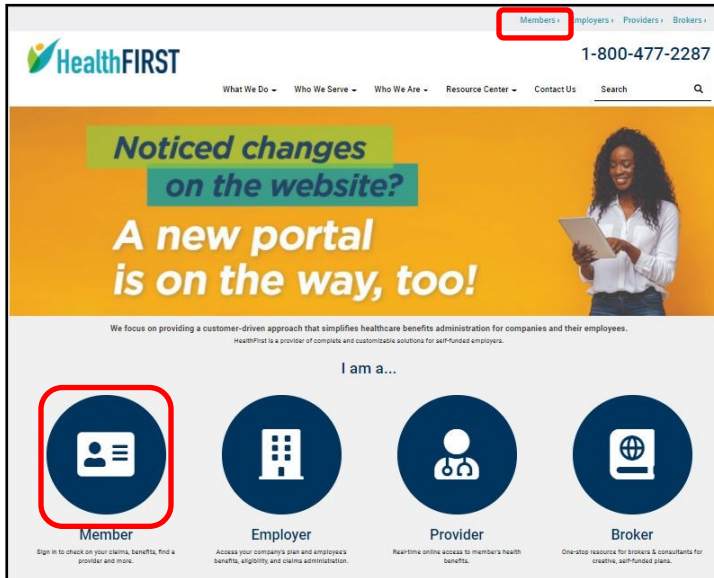 Members › Employers › Providers › Brokers ›
HealthFIRST
1-800-477-2287
What We Do Who We Serve Who We Are Resource Center Contact Us Search
Noticed changes
on the website?
A new portal
is on the way, too!
We focus on providing a customer-driven approach that simplifies healthcare benefits administration for companies and their employees.
HealthFirst is a provider of complete and customizable solutions for self-funded employers.
I am a...
Member Employer Provider Broker
Sign in to check on your claims, benefits, find a Access your company's plan and employee's Real-time online access to member's health One-stop resource for brokers & consultants for
provider and more. benefits, eligibility, and claims administration. benefits. creative, self-funded plans.